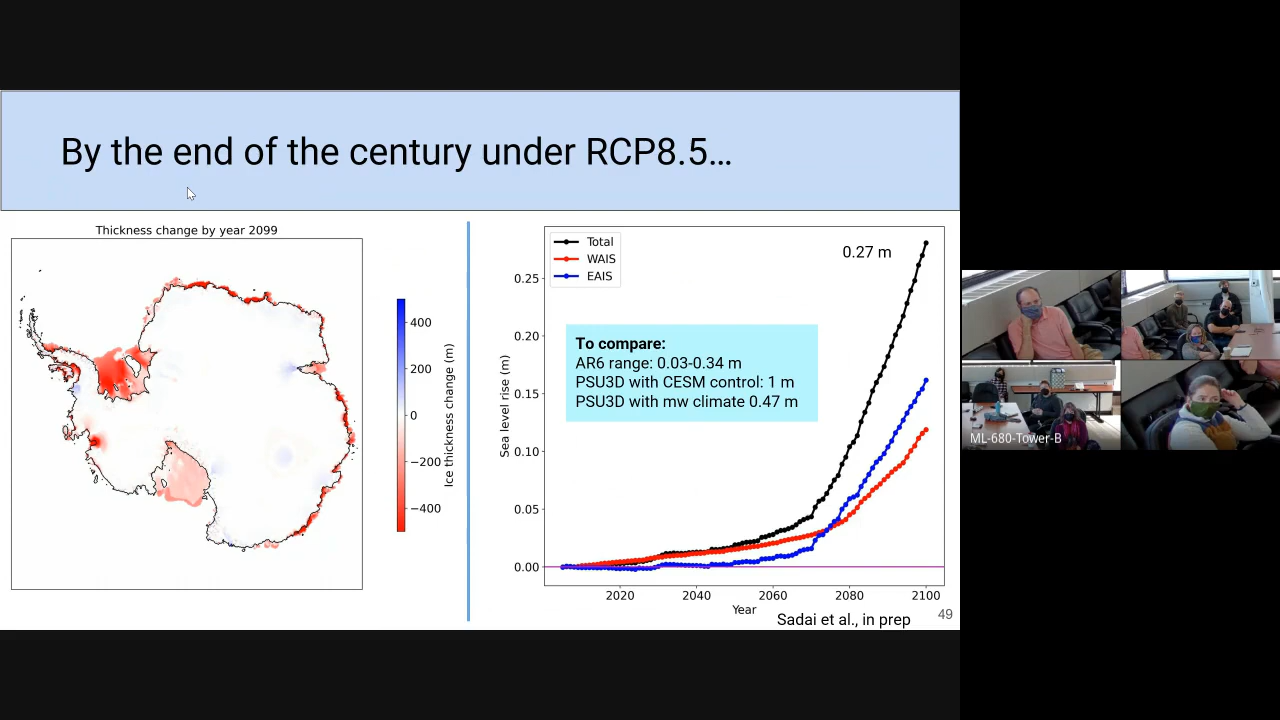 By the end of the century under RCP8.5…
Thickness change by year 2099
400
200
0
−200
−400
Ice thickness change (m)
Total
WAIS
EAIS
0.27 m
To compare:
AR6 range: 0.03-0.34 m
PSU3D with CESM control: 1 m
PSU3D with mw climate 0.47 m
Sea level rise (m)
0.25
0.20
0.15
0.10
0.05
0.00
2020
2040
2060
2080
2100
Year
Sadai et al., in prep
49
ML-680-Tower-B